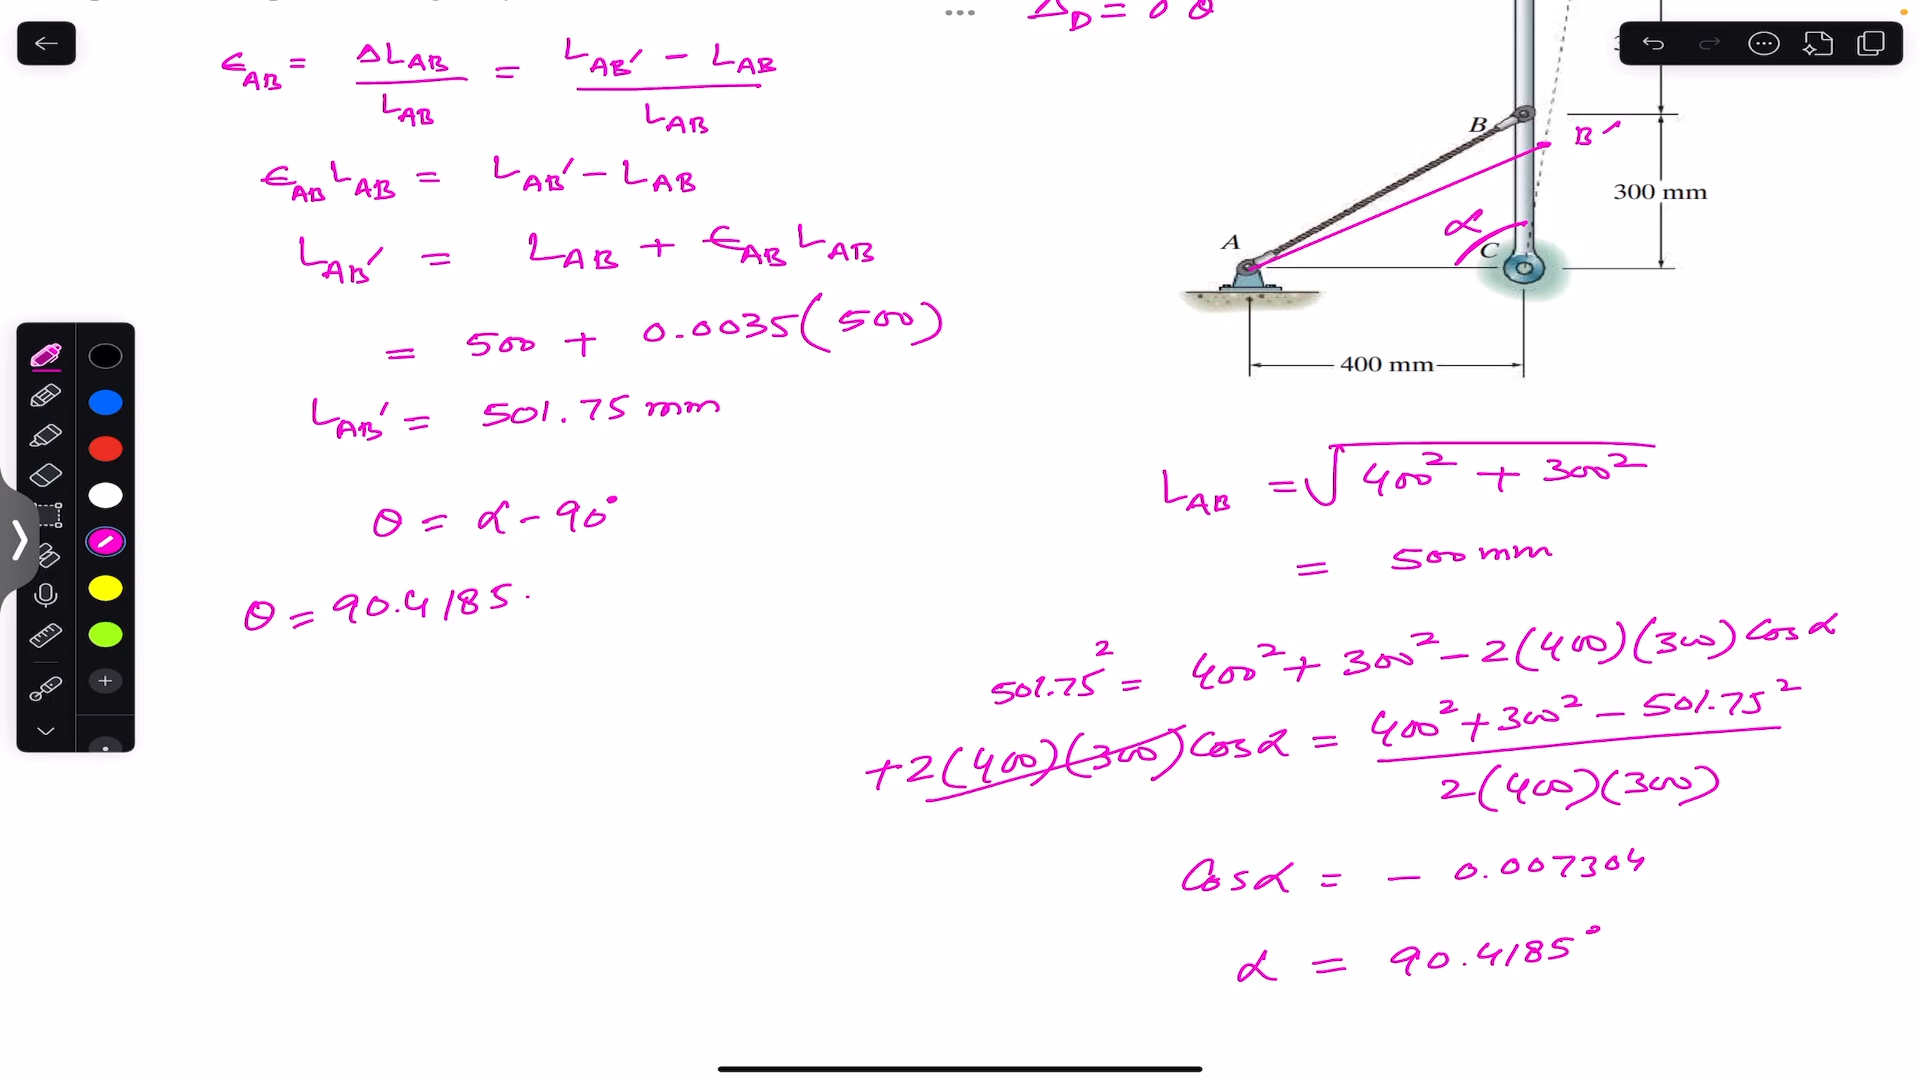 Δ_D = θ
ϵ_AB = ΔL_AB / L_AB = (L_AB' − L_AB) / L_AB
ϵ_AB L_AB = L_AB' − L_AB
L_AB' = L_AB + ϵ_AB L_AB
= 500 + 0.0035(500)
L_AB' = 501.75 mm
θ = α − 90°
θ = 90.4185.
B
B'
300 mm
α
A
C
400 mm
L_AB = √(400² + 300²)
= 500 mm
501.75² = 400² + 300² − 2(400)(300) cos α
+2(400)(300) cos α = (400² + 300² − 501.75²) / 2(400)(300)
Cos α = − 0.007304
α = 90.4185°